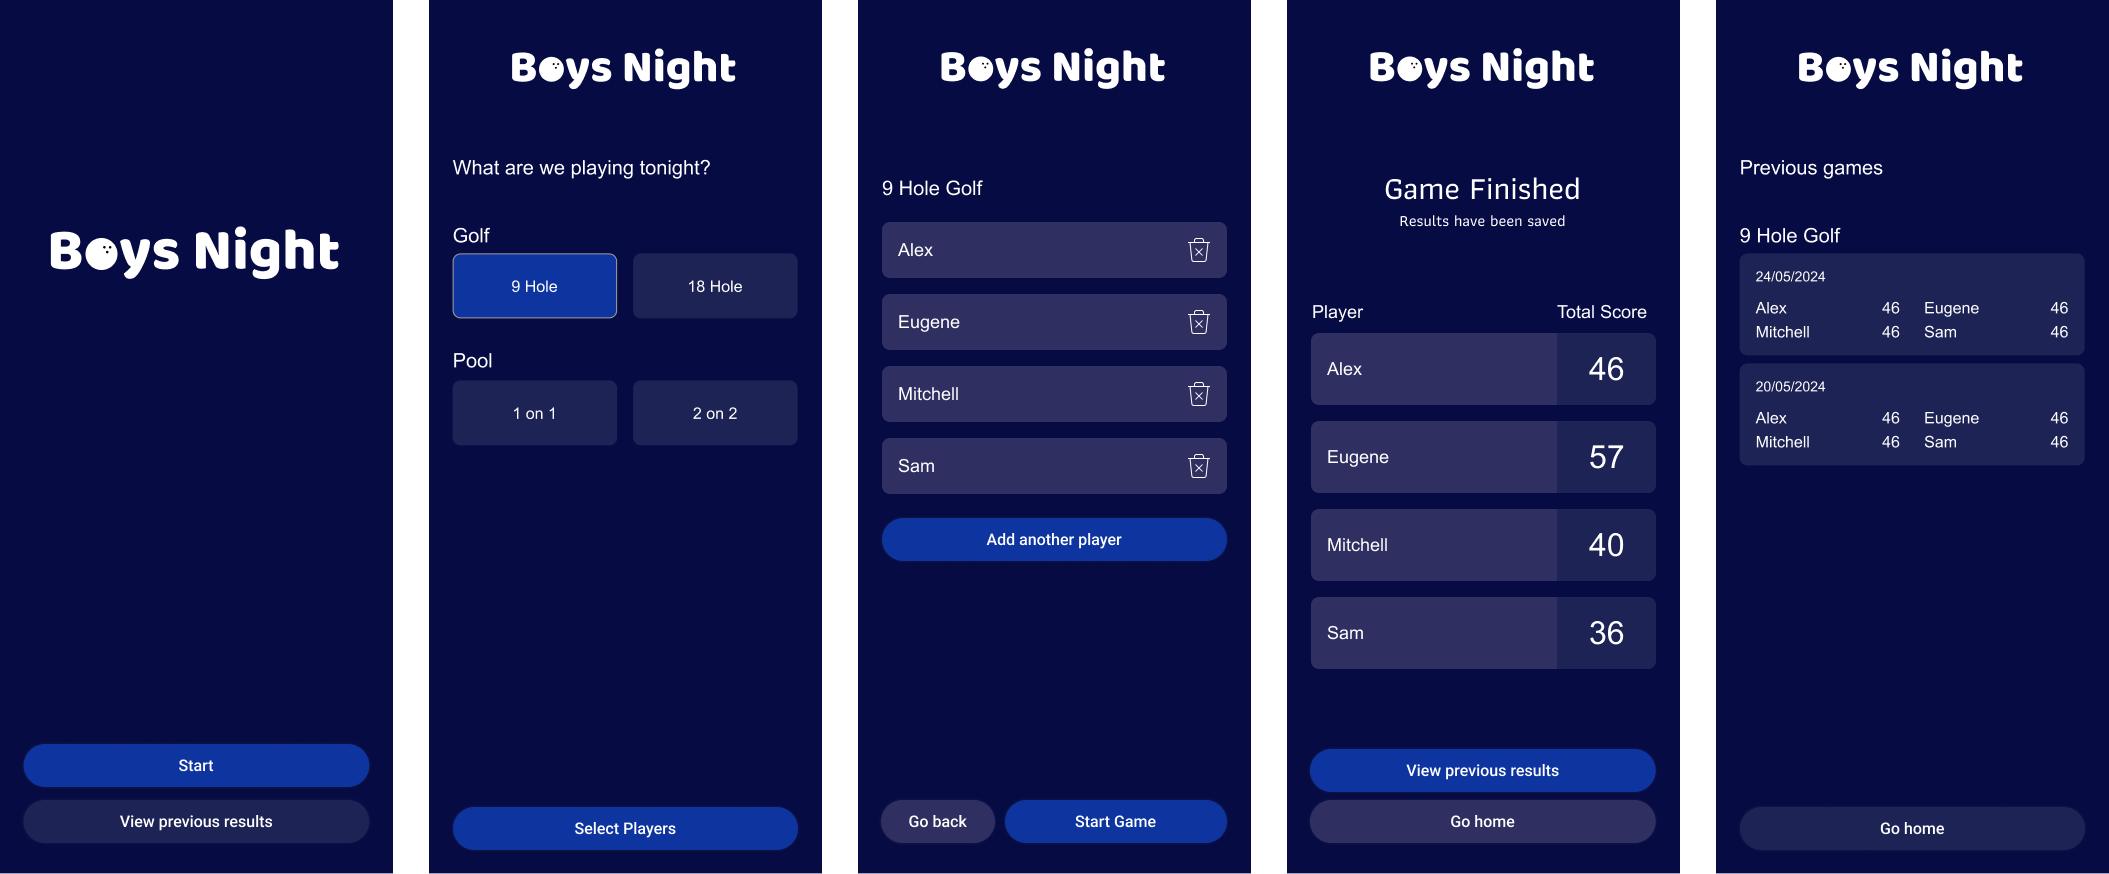 Boys Night
Start
View previous results
Boys Night
What are we playing tonight?
Golf
9 Hole
18 Hole
Pool
1 on 1
2 on 2
Select Players
Boys Night
9 Hole Golf
Alex
Eugene
Mitchell
Sam
Add another player
Go back
Start Game
Boys Night
Game Finished
Results have been saved
Player Total Score
Alex 46
Eugene 57
Mitchell 40
Sam 36
View previous results
Go home
Boys Night
Previous games
9 Hole Golf
24/05/2024
Alex 46 Eugene 46
Mitchell 46 Sam 46
20/05/2024
Alex 46 Eugene 46
Mitchell 46 Sam 46
Go home